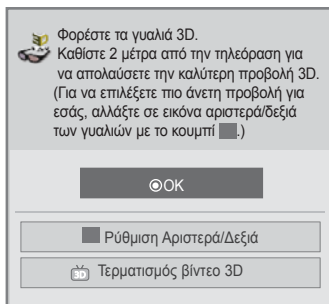 Φορέστε τα γυαλιά 3D.
Καθίστε 2 μέτρα από την τηλεόραση για
να απολαύσετε την καλύτερη προβολή 3D.
(Για να επιλέξετε πιο άνετη προβολή για
εσάς, αλλάξτε σε εικόνα αριστερά/δεξιά
των γυαλιών με το κουμπί .)
OK
Ρύθμιση Αριστερά/Δεξιά
3D Τερματισμός βίντεο 3D